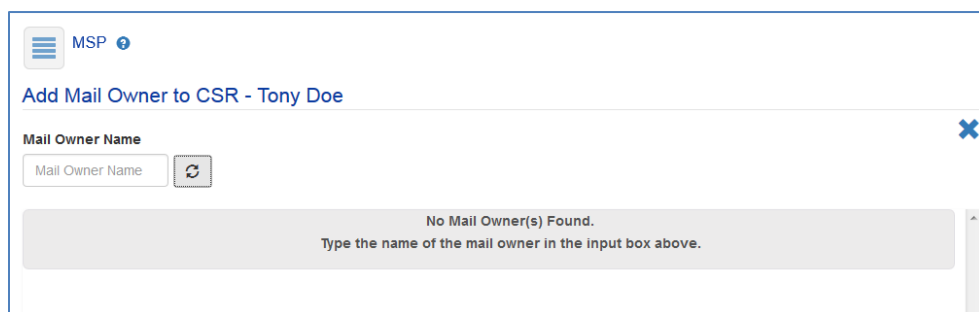 MSP
Add Mail Owner to CSR - Tony Doe
Mail Owner Name
Mail Owner Name
No Mail Owner(s) Found.
Type the name of the mail owner in the input box above.